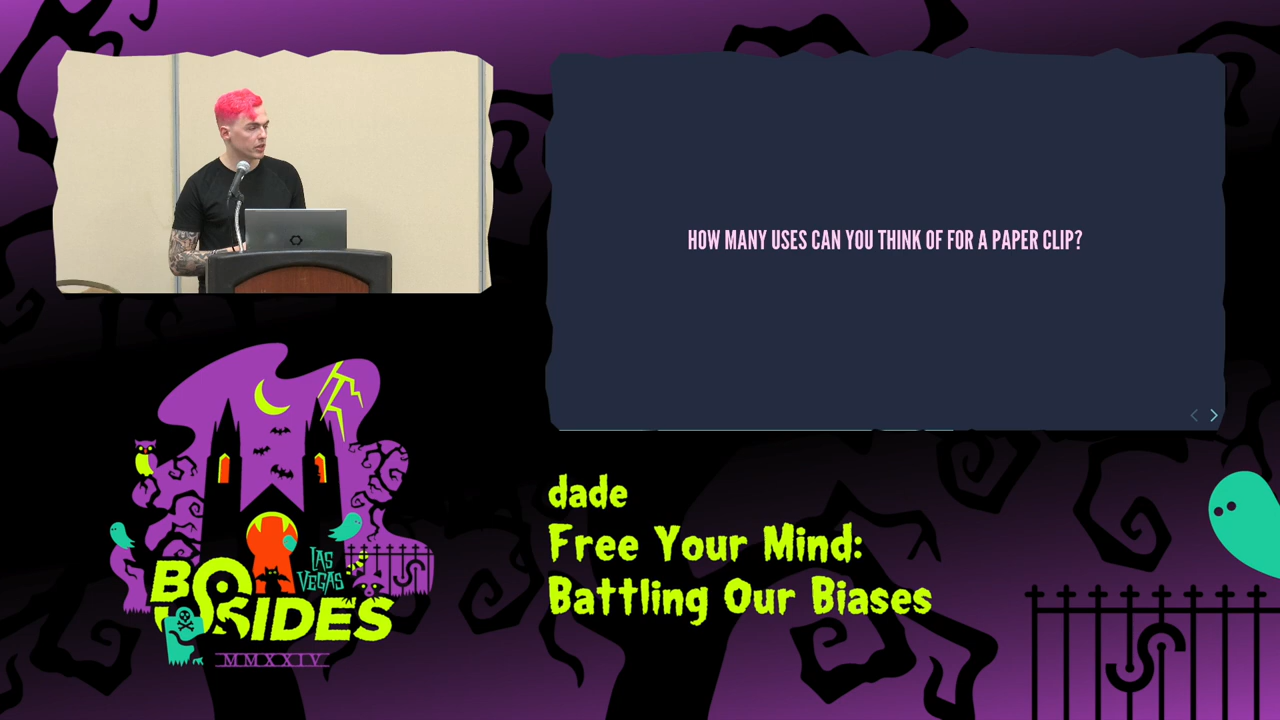 HOW MANY USES CAN YOU THINK OF FOR A PAPER CLIP?
dade
Free Your Mind:
Battling Our Biases
LAS
VEGAS
BSIDES
MMXXIV